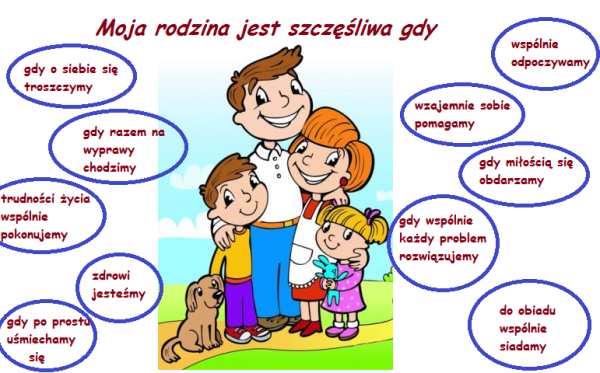 Moja rodzina jest szczęśliwa gdy
gdy o siebie się
troszczymy
gdy razem na
wyprawy
chodzimy
trudności życia
wspólnie
pokonujemy
zdrowi
jesteśmy
gdy po prostu
uśmiechamy
się
wspólnie
odpoczywamy
wzajemnie sobie
pomagamy
gdy miłością się
obdarzamy
gdy wspólnie
każdy problem
rozwiązujemy
do obiadu
wspólnie
siadamy